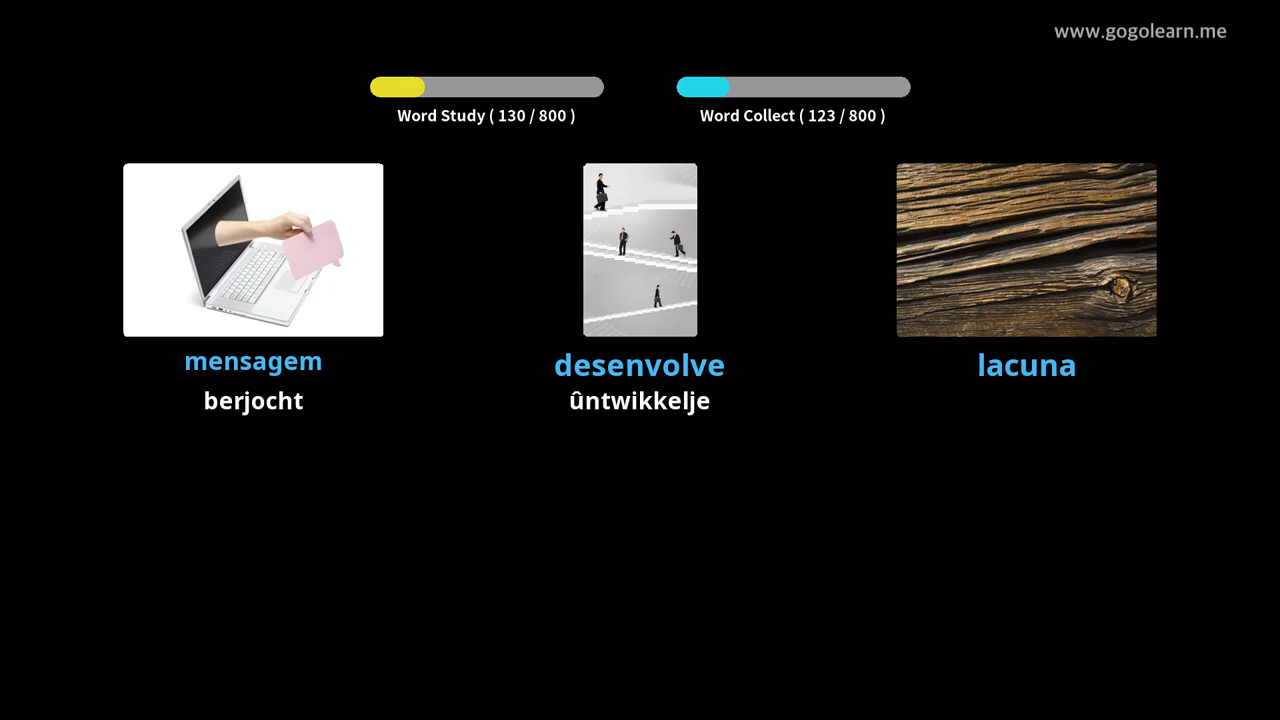 www.gogolearn.me
Word Study ( 130 / 800 )
Word Collect ( 123 / 800 )
mensagem
desenvolve
lacuna
berjocht
ûntwikkelje